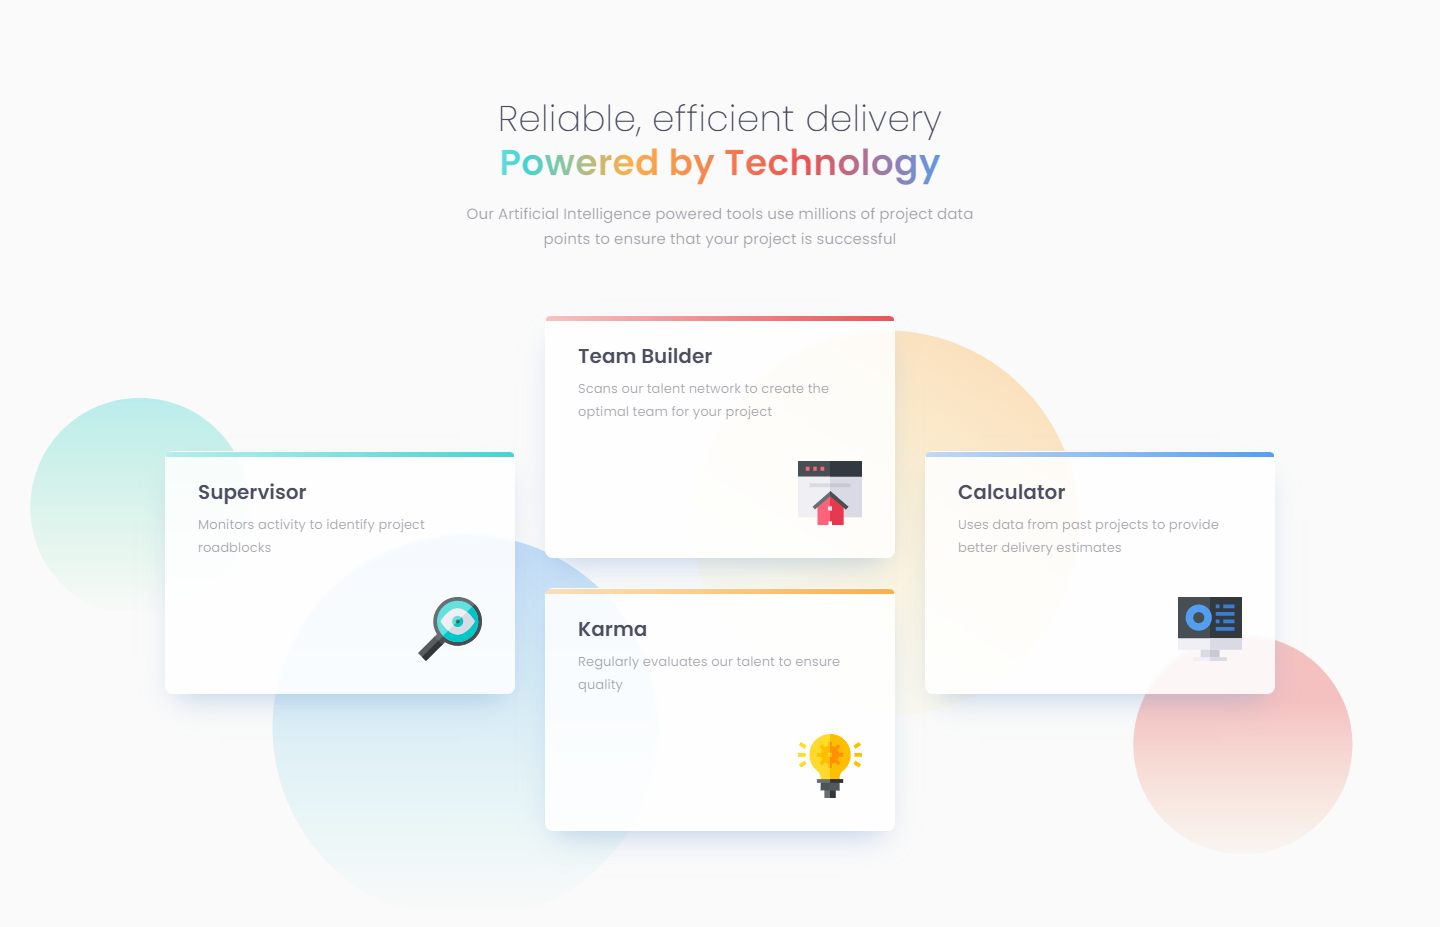 Reliable, efficient delivery
Powered by Technology
Our Artificial Intelligence powered tools use millions of project data
points to ensure that your project is successful
Team Builder
Scans our talent network to create the
optimal team for your project
Supervisor
Monitors activity to identify project
roadblocks
Calculator
Uses data from past projects to provide
better delivery estimates
Karma
Regularly evaluates our talent to ensure
quality